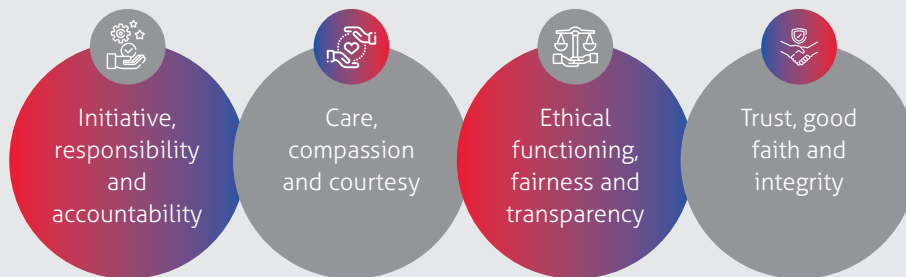 Initiative,
responsibility
and
accountability
Care,
compassion
and courtesy
Ethical
functioning,
fairness and
transparency
Trust, good
faith and
integrity